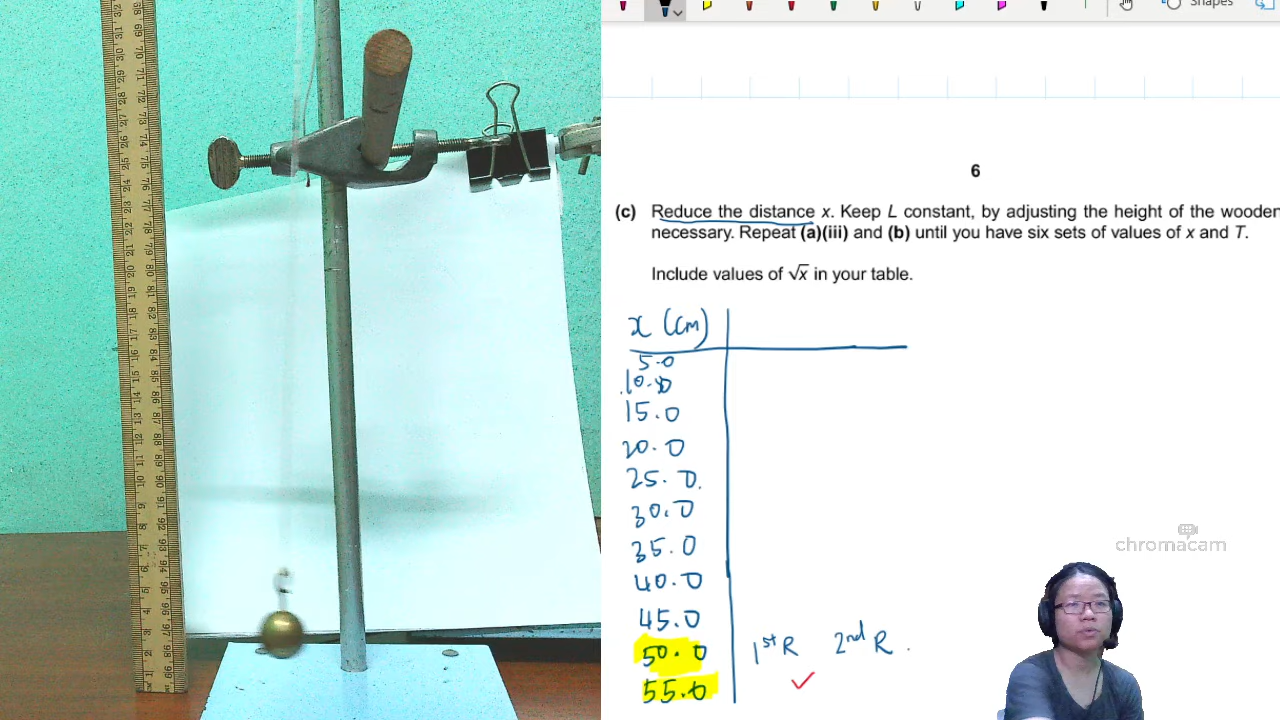 Shapes
6
(c) Reduce the distance x. Keep L constant, by adjusting the height of the wooden
necessary. Repeat (a)(iii) and (b) until you have six sets of values of x and T.
Include values of √x in your table.
x (cm)
5.0
10.0
15.0
20.0
25.0
30.0
35.0
40.0
45.0
50.0 1st R 2nd R
55.0
chromacam